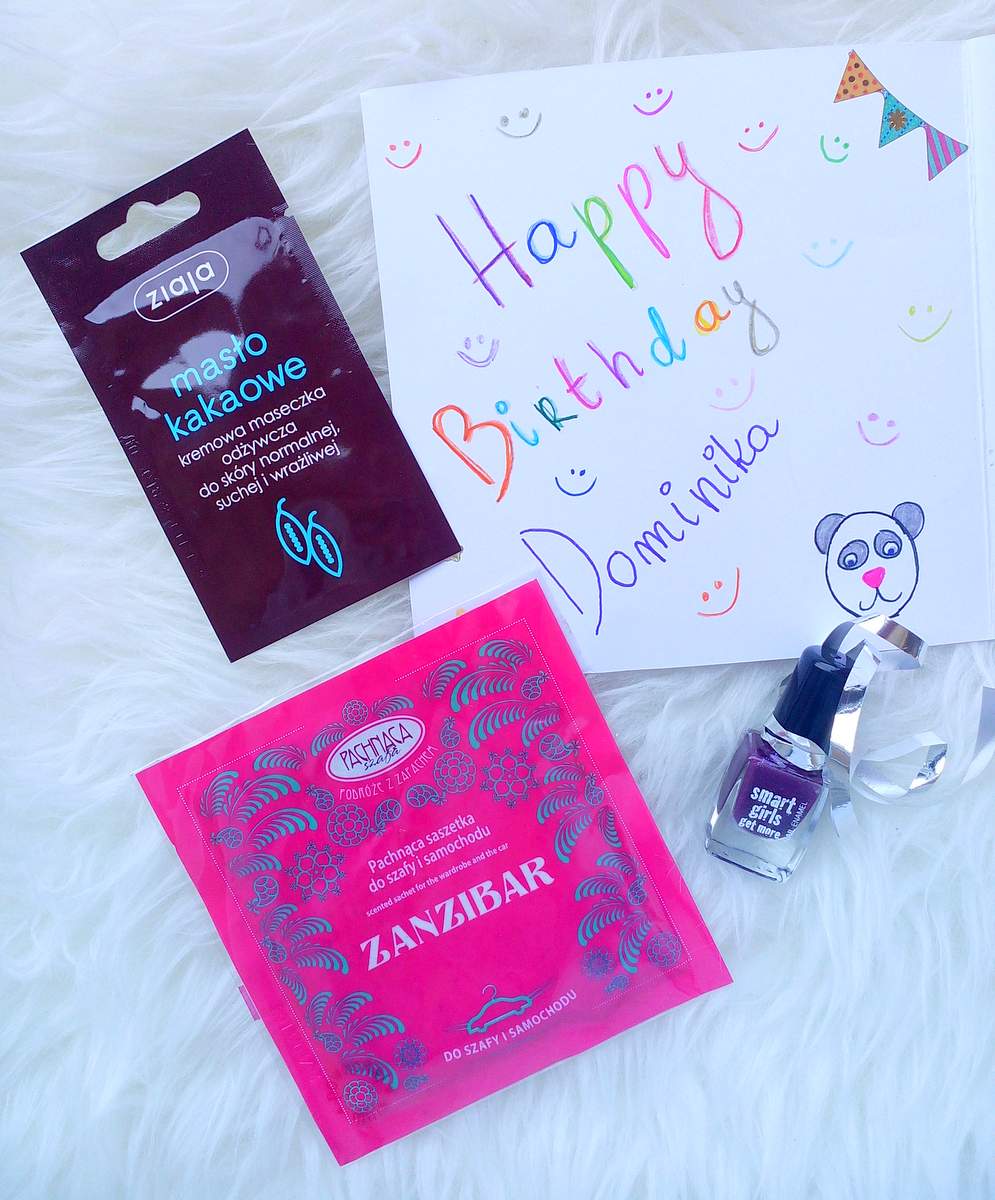 Happy
Birthday
Dominika
ziaja
masło
kakaowe
kremowa maseczka
odżywcza
do skóry normalnej,
suchej i wrażliwej
PACHNĄCA
szafa
PODRÓŻE Z ZAPACHEM
Pachnąca saszetka
do szafy i samochodu
scented sachet for the wardrobe and the car
ZANZIBAR
DO SZAFY I SAMOCHODU
smart
girls
get more
ENAMEL